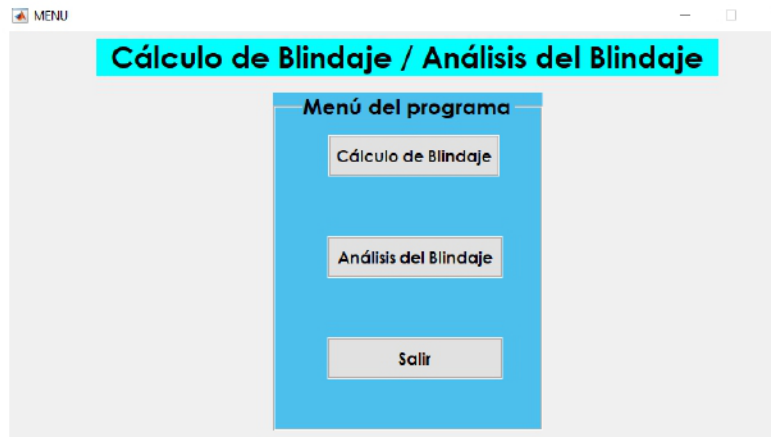 MENU
Cálculo de Blindaje / Análisis del Blindaje
Menú del programa
Cálculo de Blindaje
Análisis del Blindaje
Salir